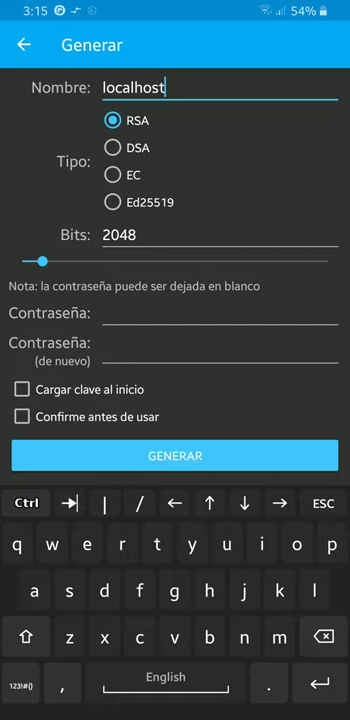 3:15 54%
Generar
Nombre: localhost
RSA
DSA
Tipo:
EC
Ed25519
Bits: 2048
Nota: la contraseña puede ser dejada en blanco
Contraseña:
Contraseña:
(de nuevo)
Cargar clave al inicio
Confirme antes de usar
GENERAR
Ctrl | / ESC
q w e r t y u i o p
a s d f g h j k l
z x c v b n m
123!#() , English .